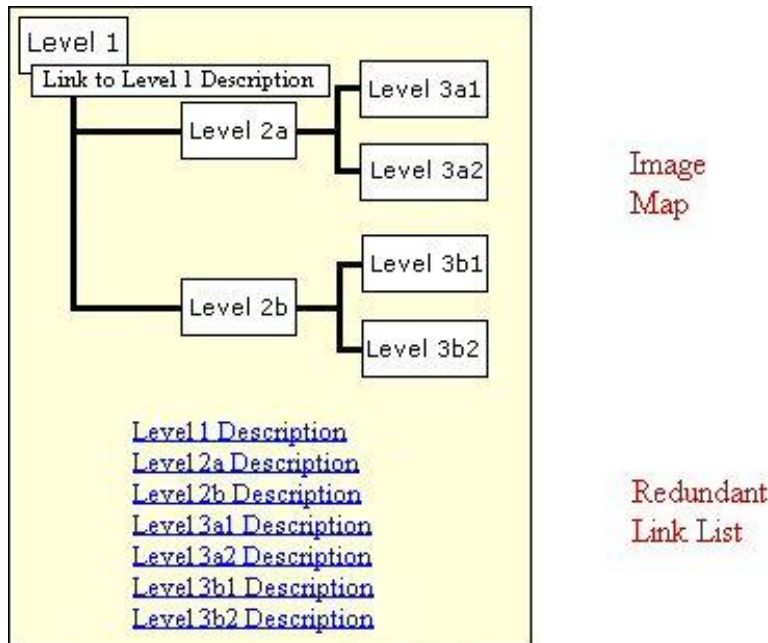 Level 1
Link to Level 1 Description
Level 3a1
Level 2a
Level 3a2
Image
Map
Level 3b1
Level 2b
Level 3b2
Level 1 Description
Level 2a Description
Level 2b Description
Level 3a1 Description
Level 3a2 Description
Level 3b1 Description
Level 3b2 Description
Redundant
Link List